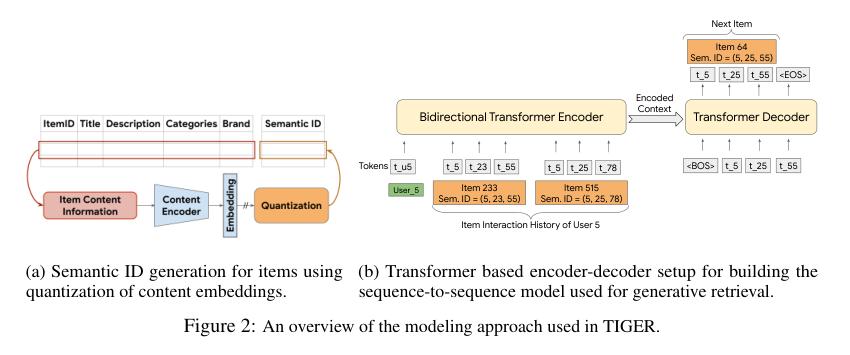 ItemID Title Description Categories Brand Semantic ID
Item Content
Information
Content
Encoder
Embedding
//
Quantization
Next Item
Item 64
Sem. ID = (5, 25, 55)
t_5 t_25 t_55 <EOS>
Bidirectional Transformer Encoder
Encoded
Context
Transformer Decoder
Tokens t_u5 t_5 t_23 t_55 t_5 t_25 t_78
<BOS> t_5 t_25 t_55
User_5
Item 233
Sem. ID = (5, 23, 55)
Item 515
Sem. ID = (5, 25, 78)
Item Interaction History of User 5
(a) Semantic ID generation for items using
quantization of content embeddings.
(b) Transformer based encoder-decoder setup for building the
sequence-to-sequence model used for generative retrieval.
Figure 2: An overview of the modeling approach used in TIGER.